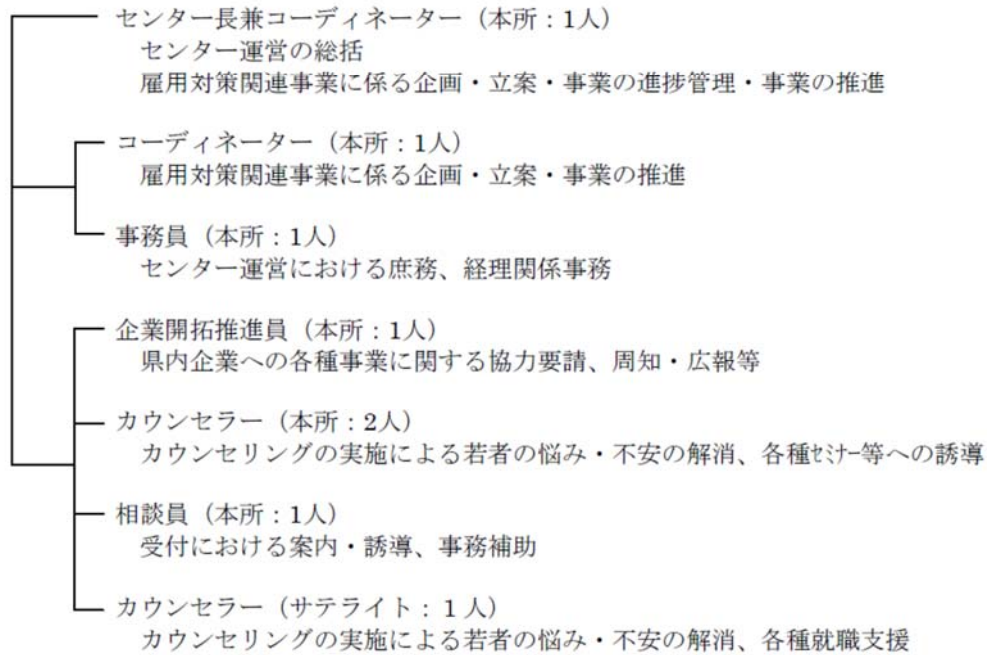 センター長兼コーディネーター（本所：1人）
センター運営の総括
雇用対策関連事業に係る企画・立案・事業の進捗管理・事業の推進
コーディネーター（本所：1人）
雇用対策関連事業に係る企画・立案・事業の推進
事務員（本所：1人）
センター運営における庶務、経理関係事務
企業開拓推進員（本所：1人）
県内企業への各種事業に関する協力要請、周知・広報等
カウンセラー（本所：2人）
カウンセリングの実施による若者の悩み・不安の解消、各種ｾﾐﾅｰ等への誘導
相談員（本所：1人）
受付における案内・誘導、事務補助
カウンセラー（サテライト：１人）
カウンセリングの実施による若者の悩み・不安の解消、各種就職支援